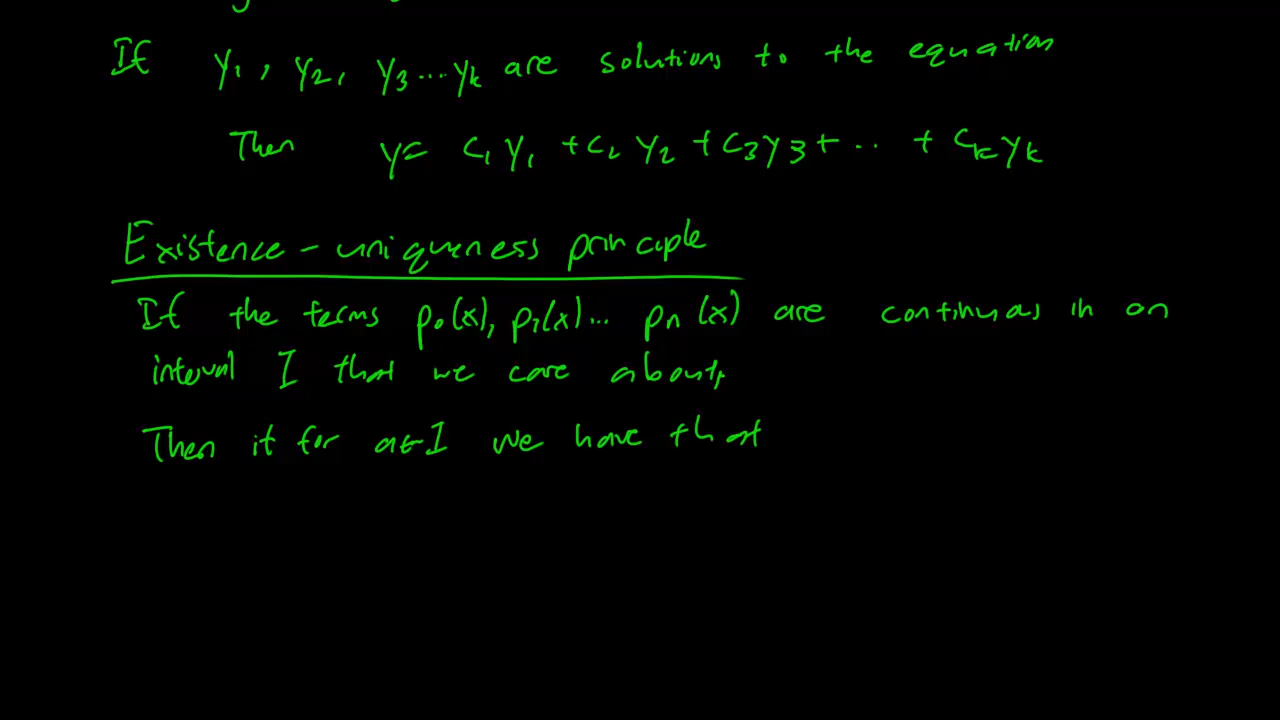 If y₁, y₂, y₃...yₖ are solutions to the equation
Then y= c₁y₁ +c₂y₂ +c₃y₃+ .. + cₖyₖ
Existence - uniqueness principle
If the terms p₀(x), p₁(x)... pₙ(x) are continuas in on
interval I that we care about,
Then if for a∈I we have that